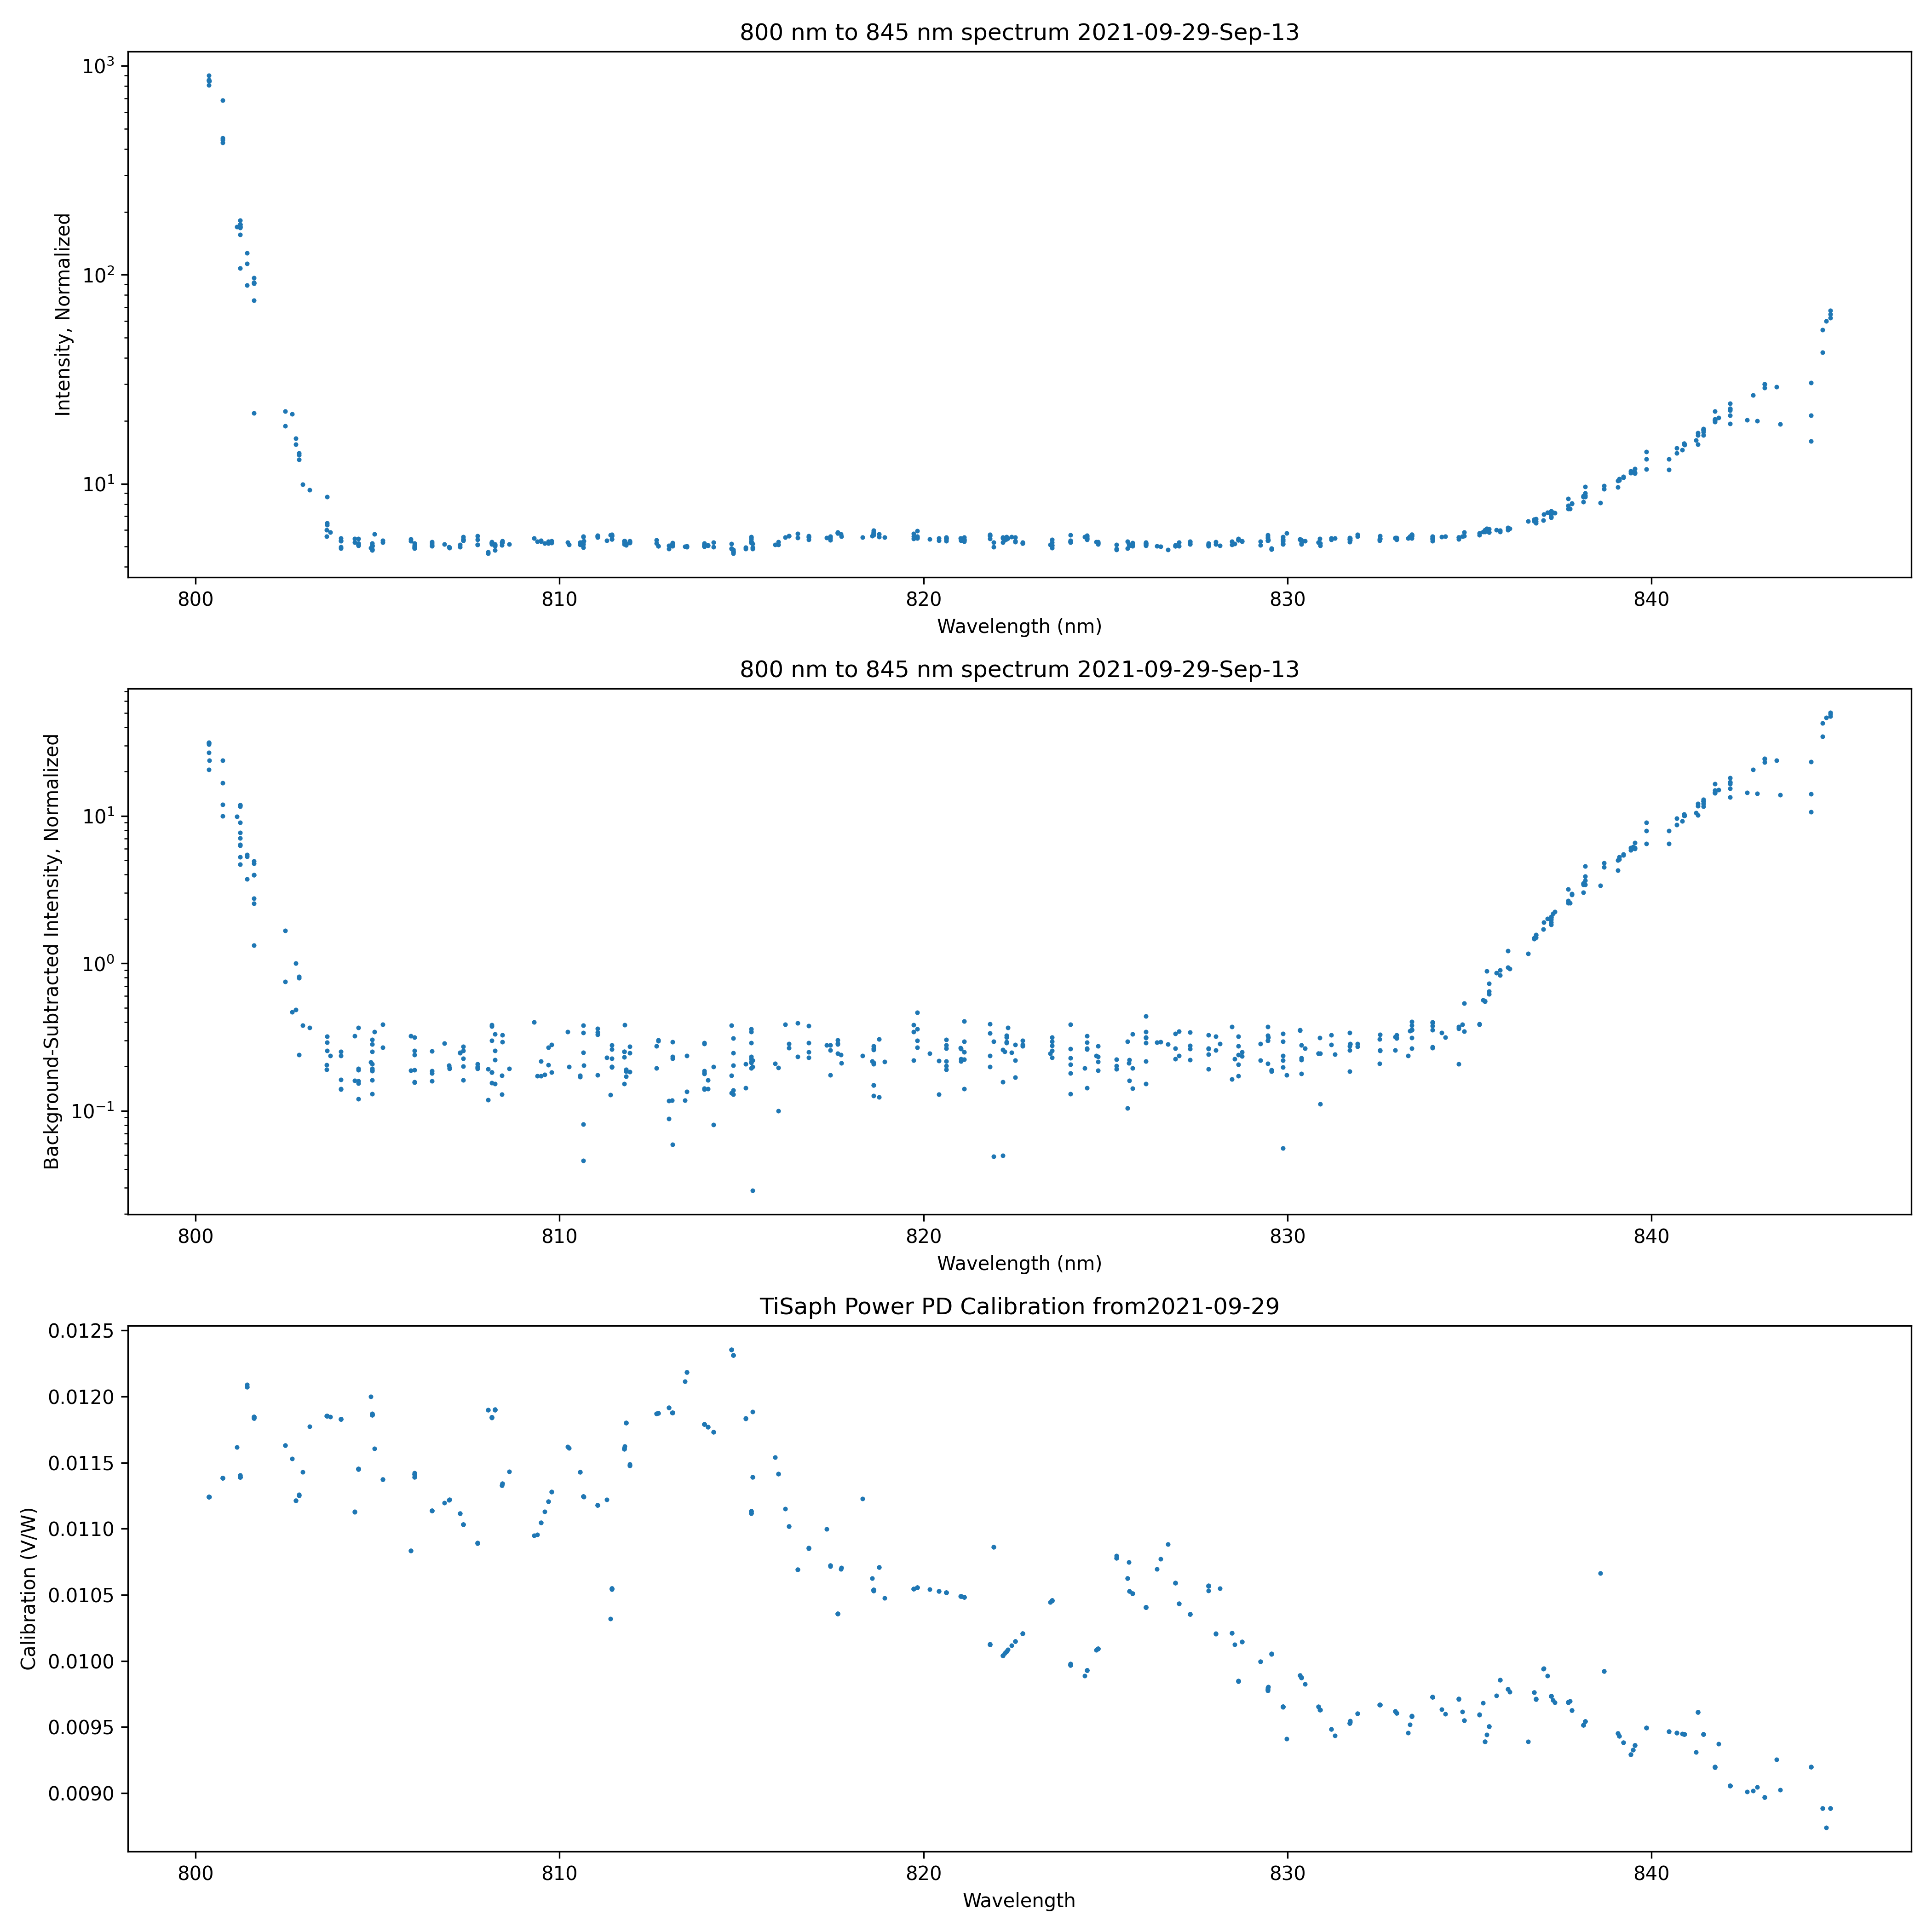 800 nm to 845 nm spectrum 2021-09-29-Sep-13
10³
10²
10¹
Intensity, Normalized
800 810 820 830 840
Wavelength (nm)
800 nm to 845 nm spectrum 2021-09-29-Sep-13
10¹
10⁰
10⁻¹
Background-Subtracted Intensity, Normalized
800 810 820 830 840
Wavelength (nm)
TiSaph Power PD Calibration from2021-09-29
0.0125
0.0120
0.0115
0.0110
0.0105
0.0100
0.0095
0.0090
Calibration (V/W)
800 810 820 830 840
Wavelength